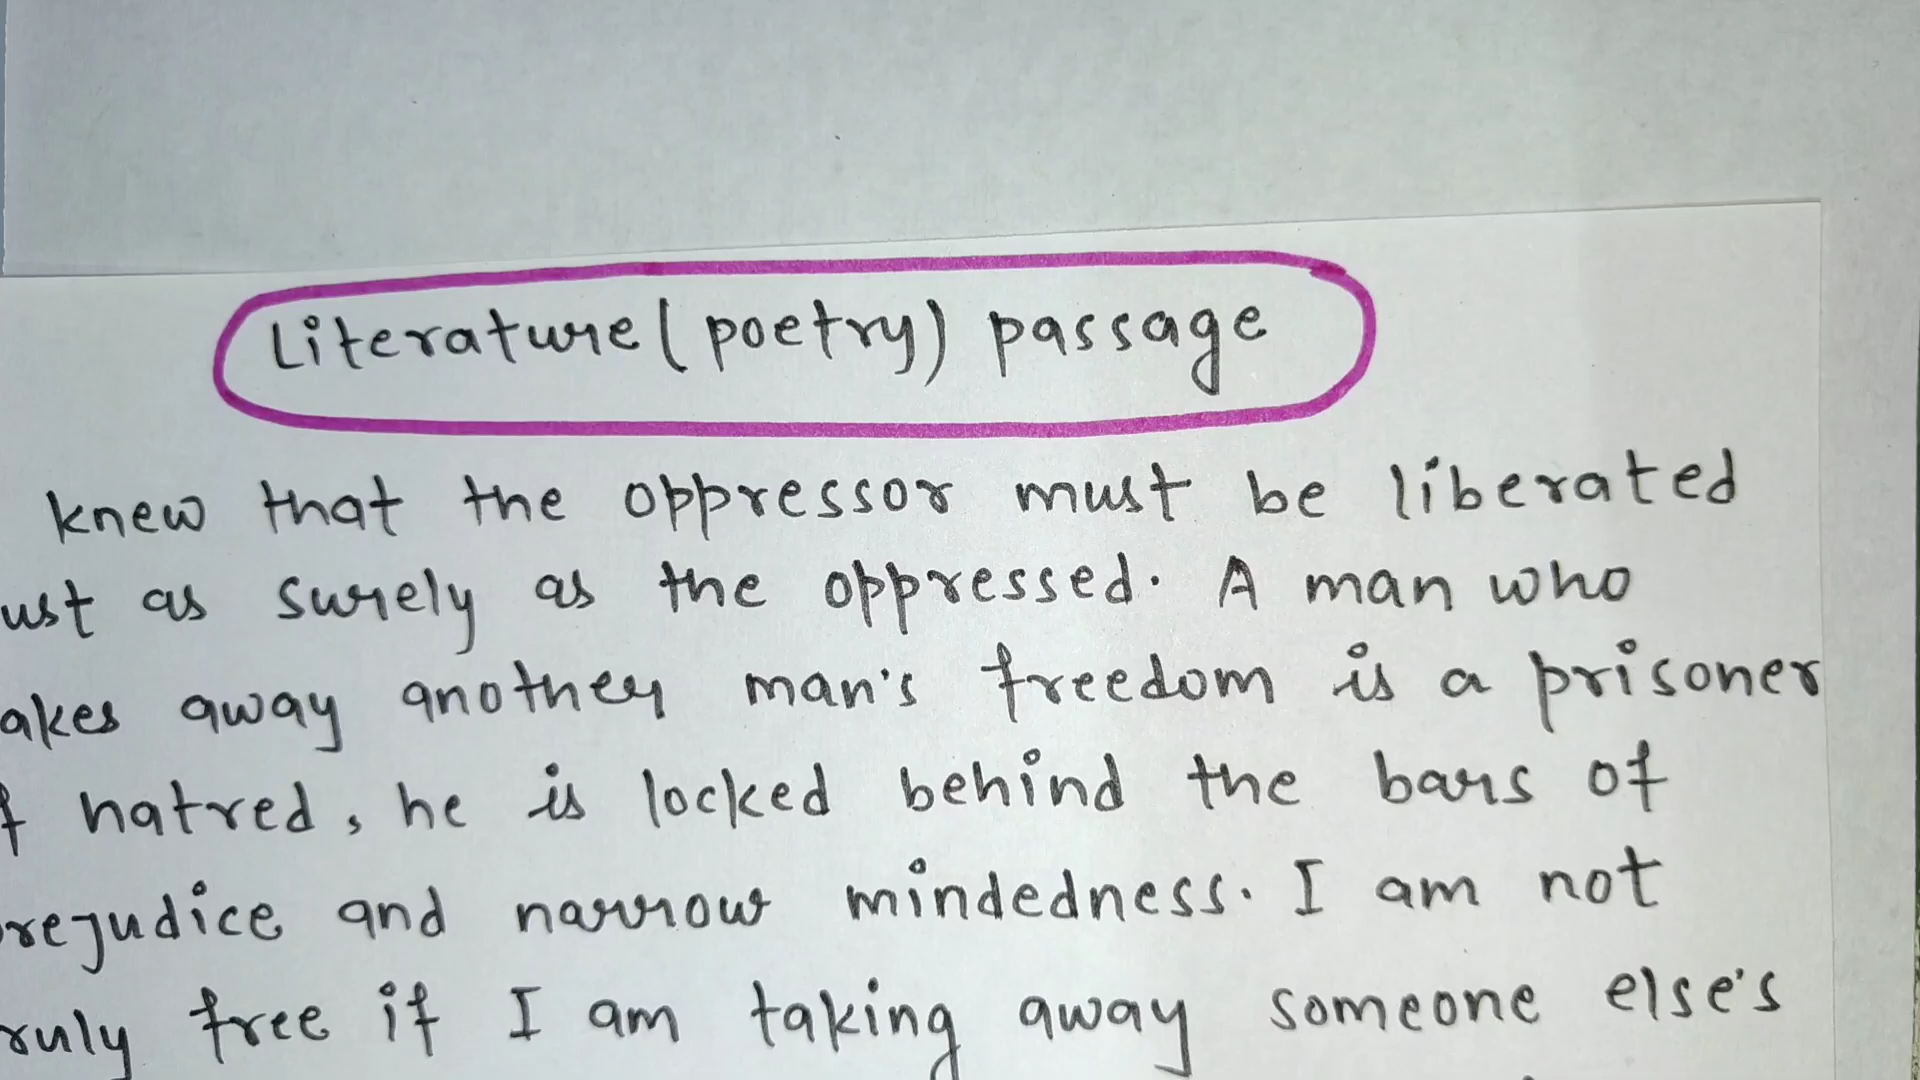 Literature (poetry) passage
knew that the oppressor must be liberated
ust as surely as the oppressed. A man who
akes away another man's freedom is a prisoner
f hatred, he is locked behind the bars of
rejudice and narrow mindedness. I am not
ruly free if I am taking away someone else's